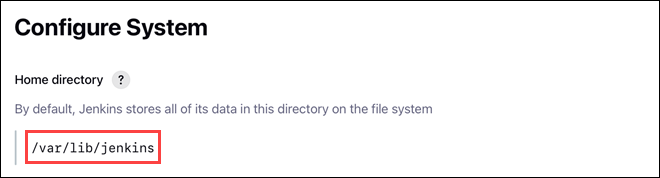 Configure System
Home directory ?
By default, Jenkins stores all of its data in this directory on the file system
/var/lib/jenkins